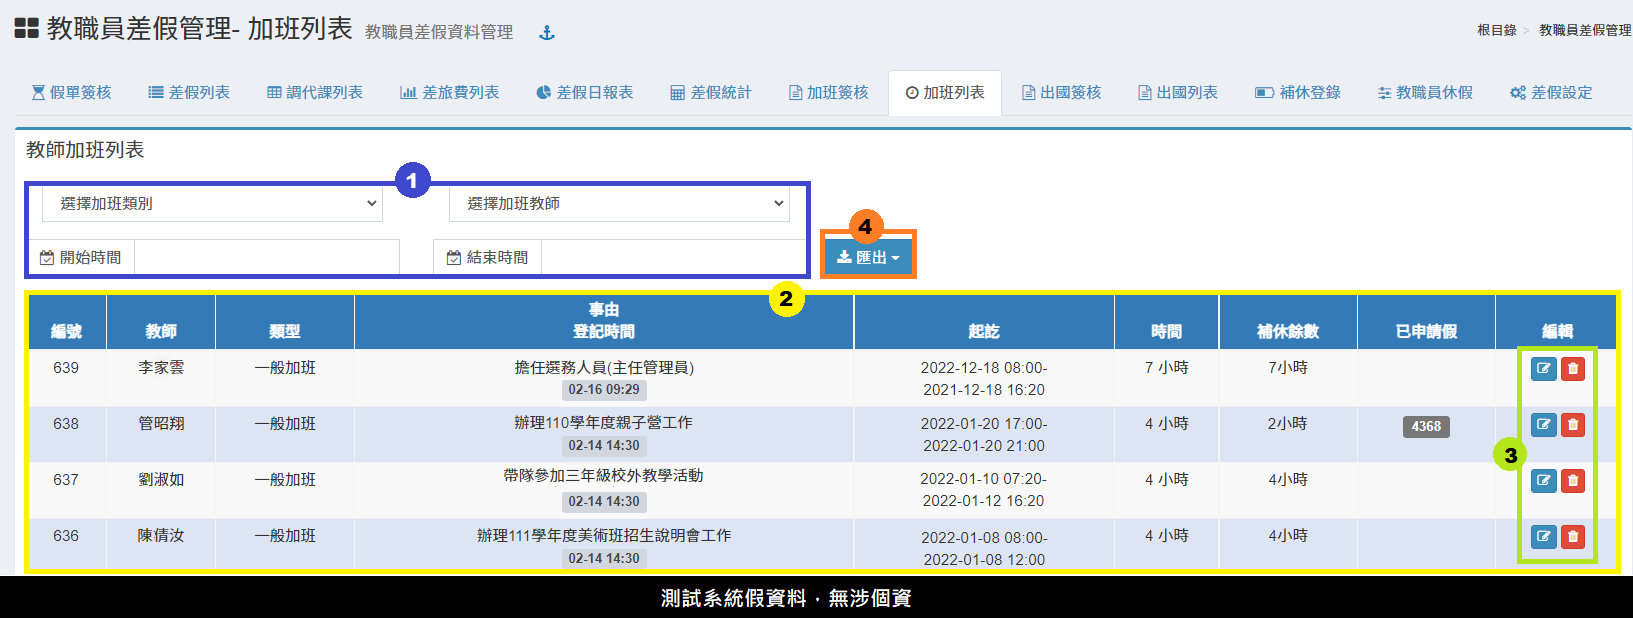 教職員差假管理- 加班列表 教職員差假資料管理
根目錄 > 教職員差假管理
假單簽核 差假列表 調代課列表 差旅費列表 差假日報表 差假統計 加班簽核 加班列表 出國簽核 出國列表 補休登錄 教職員休假 差假設定
教師加班列表
1
選擇加班類別 選擇加班教師
4
開始時間 結束時間 匯出
2
編號 教師 類型 事由 登記時間 起訖 時間 補休餘數 已申請假 編輯
639 李家雲 一般加班 擔任選務人員(主任管理員) 2022-12-18 08:00- 7 小時 7小時
02-16 09:29 2021-12-18 16:20
638 管昭翔 一般加班 辦理110學年度親子營工作 2022-01-20 17:00- 4 小時 2小時 4368
02-14 14:30 2022-01-20 21:00
3
637 劉淑如 一般加班 帶隊參加三年級校外教學活動 2022-01-10 07:20- 4 小時 4小時
02-14 14:30 2022-01-12 16:20
636 陳倩汝 一般加班 辦理111學年度美術班招生說明會工作 2022-01-08 08:00- 4 小時 4小時
02-14 14:30 2022-01-08 12:00
測試系統假資料，無涉個資